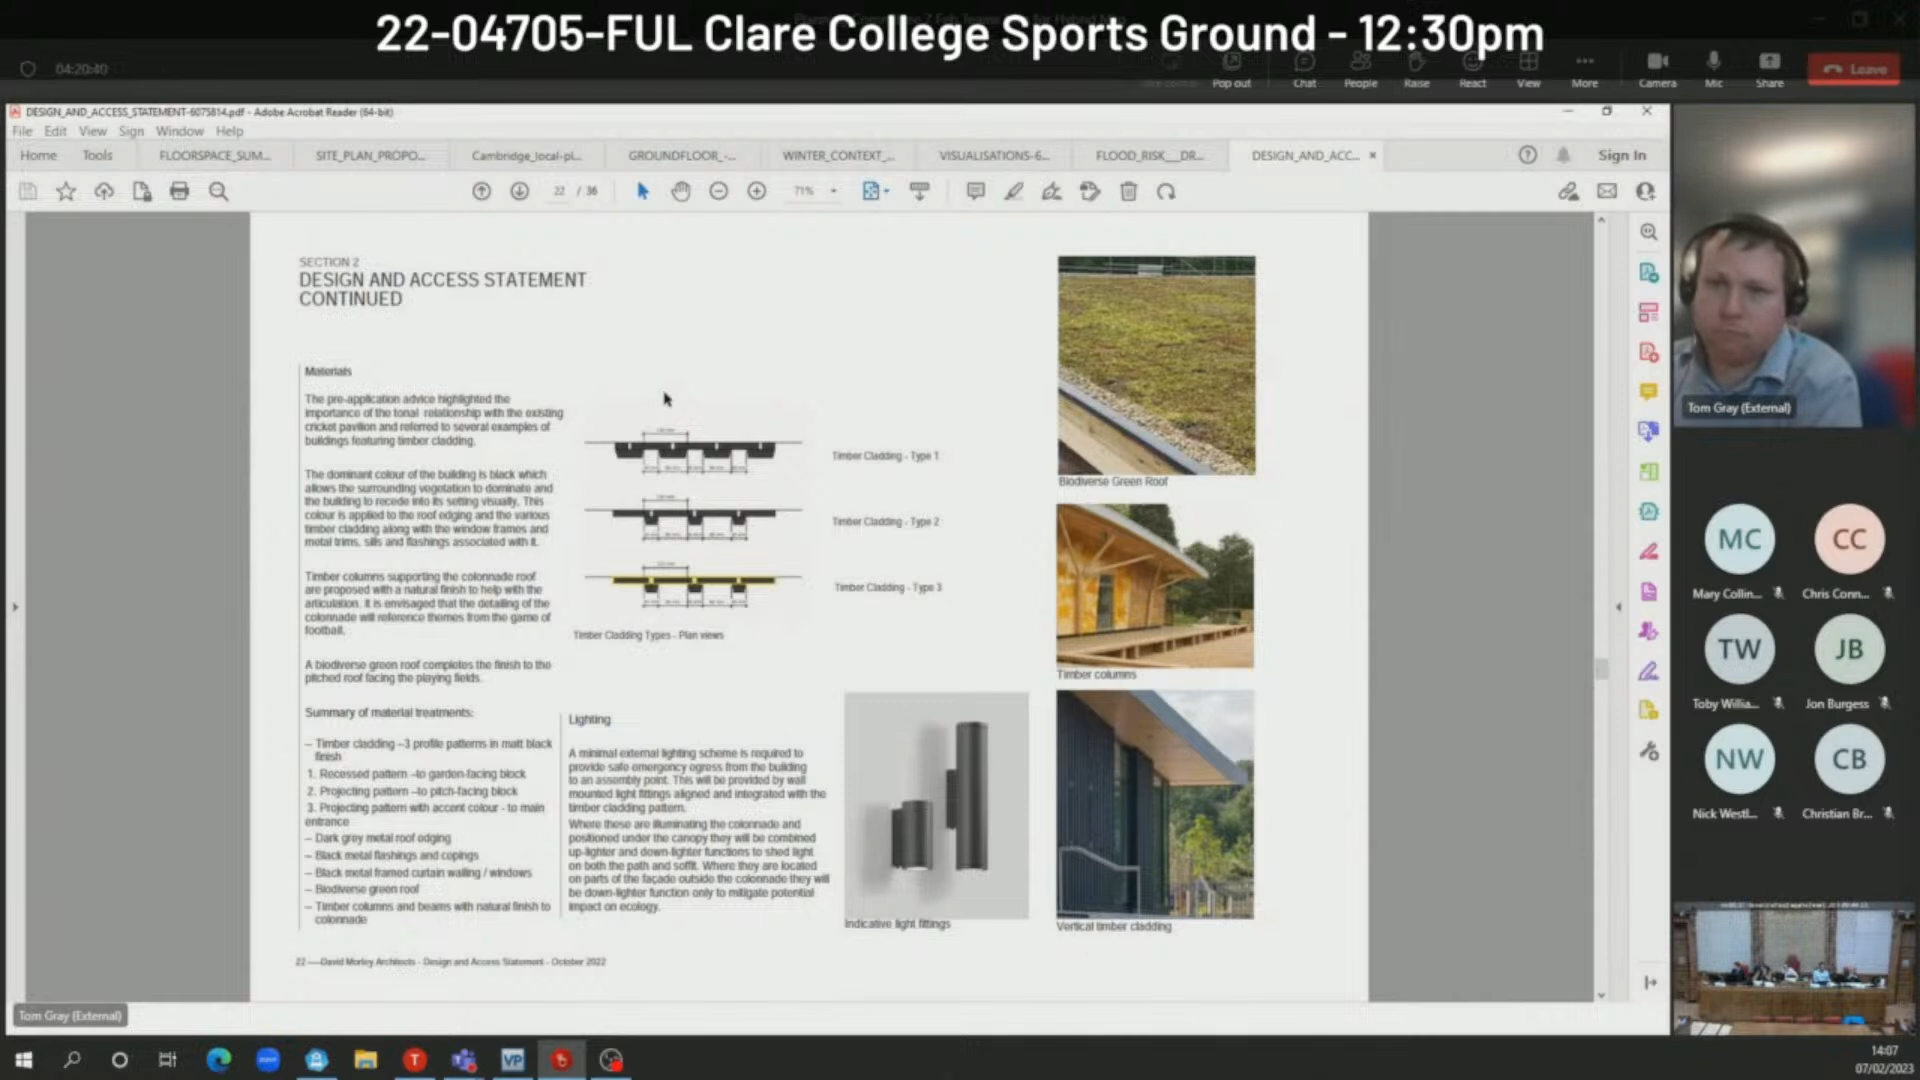 22-04705-FUL Clare College Sports Ground - 12:30pm
04:20:40
Pop out
Chat
People
Raise
React
View
More
Camera
Mic
Share
Leave
DESIGN_AND_ACCESS_STATEMENT-6075814.pdf - Adobe Acrobat Reader (64-bit)
File Edit View Sign Window Help
Home Tools FLOORSPACE_SUM... SITE_PLAN_PROPO... Cambridge_local-pl... GROUNDFLOOR_-... WINTER_CONTEXT_... VISUALISATIONS-6... FLOOD_RISK__DR... DESIGN_AND_ACC... × Sign In
22 / 36 71%
SECTION 2
DESIGN AND ACCESS STATEMENT
CONTINUED
Materials
The pre-application advice highlighted the
importance of the tonal relationship with the existing
cricket pavilion and referred to several examples of
buildings featuring timber cladding.
The dominant colour of the building is black which
allows the surrounding vegetation to dominate and
the building to recede into its setting visually. This
colour is applied to the roof edging and the various
timber cladding along with the window frames and
metal trims, sills and flashings associated with it.
Timber columns supporting the colonnade roof
are proposed with a natural finish to help with the
articulation. It is envisaged that the detailing of the
colonnade will reference themes from the game of
football.
A biodiverse green roof completes the finish to the
pitched roof facing the playing fields.
Summary of material treatments:
– Timber cladding –3 profile patterns in matt black
finish
1. Recessed pattern –to garden-facing block
2. Projecting pattern –to pitch-facing block
3. Projecting pattern with accent colour - to main
entrance
– Dark grey metal roof edging
– Black metal flashings and copings
– Black metal framed curtain walling / windows
– Biodiverse green roof
– Timber columns and beams with natural finish to
colonnade
Timber Cladding - Type 1
Timber Cladding - Type 2
Timber Cladding - Type 3
Timber Cladding Types - Plan views
Lighting
A minimal external lighting scheme is required to
provide safe emergency egress from the building
to an assembly point. This will be provided by wall
mounted light fittings aligned and integrated with the
timber cladding pattern.
Where these are illuminating the colonnade and
positioned under the canopy they will be combined
up-lighter and down-lighter functions to shed light
on both the path and soffit. Where they are located
on parts of the façade outside the colonnade they will
be down-lighter function only to mitigate potential
impact on ecology.
Indicative light fittings
Biodiverse Green Roof
Timber columns
Vertical timber cladding
22 —David Morley Architects - Design and Access Statement - October 2022
Tom Gray (External)
Tom Gray (External)
MC
Mary Collin...
CC
Chris Conn...
TW
Toby Willia...
JB
Jon Burgess
NW
Nick Westl...
CB
Christian Br...
zoom
T
VP
14:07
07/02/2023